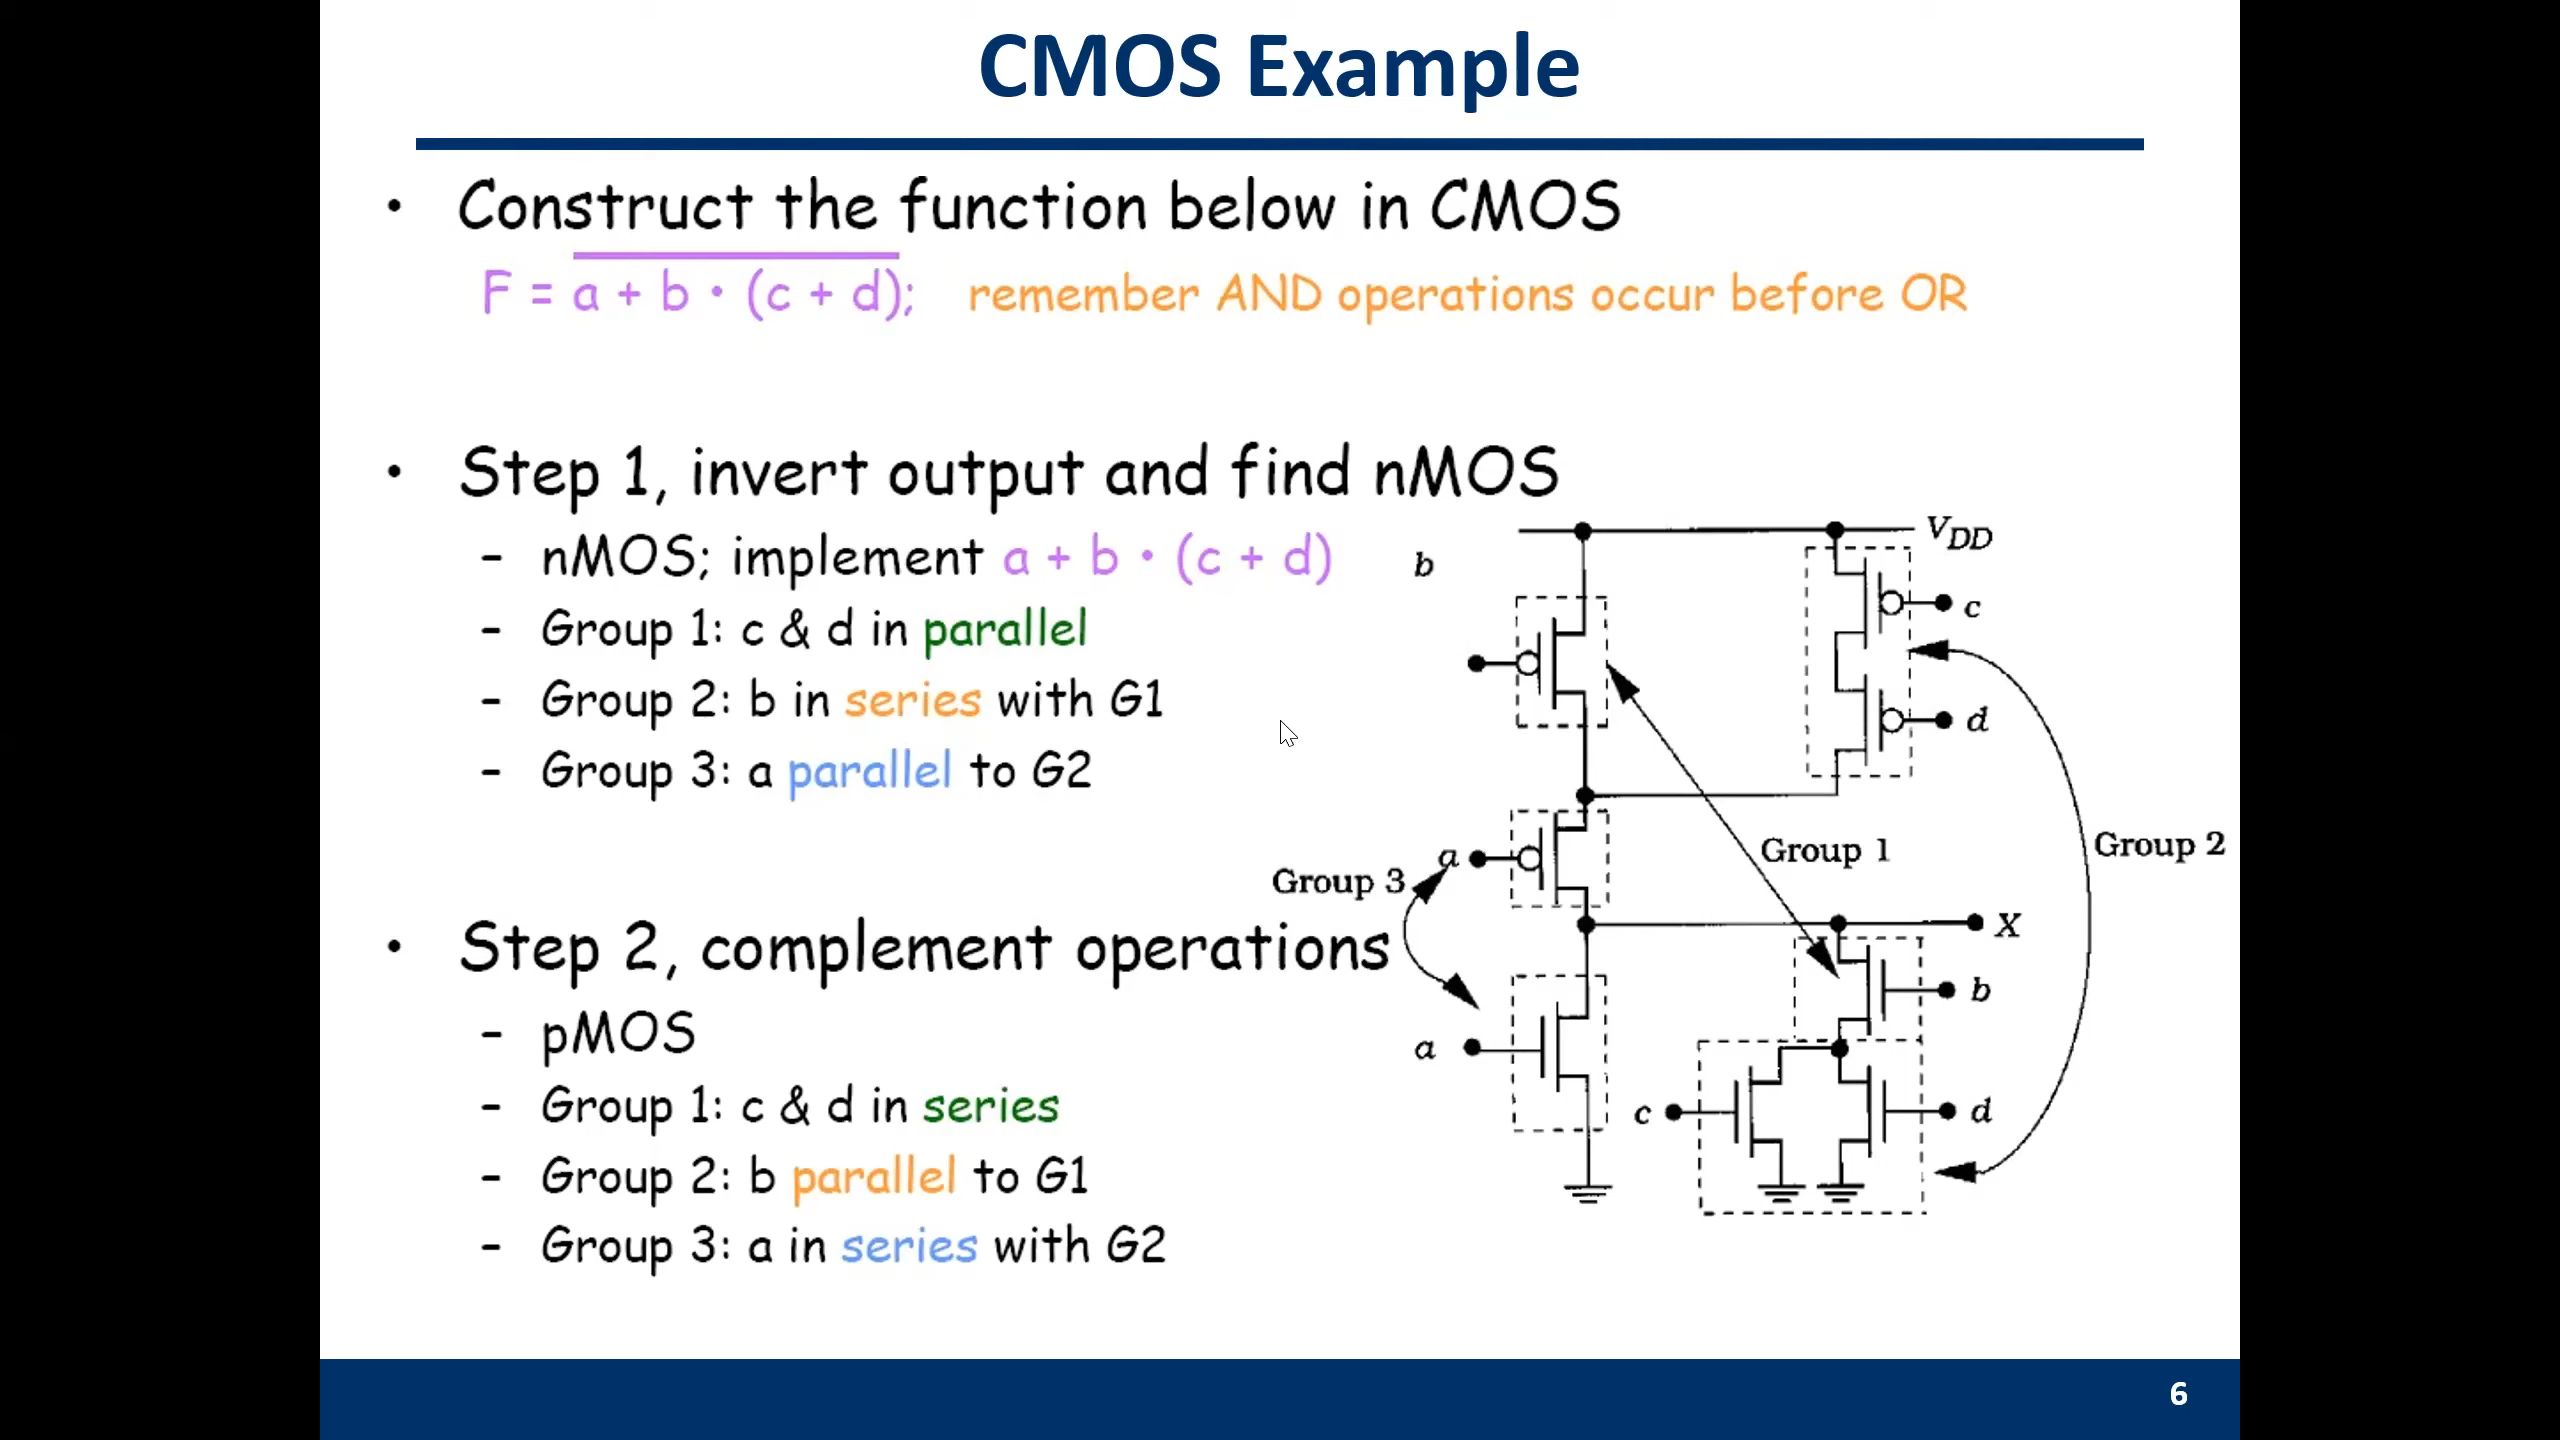 CMOS Example
• Construct the function below in CMOS
F = a + b • (c + d); remember AND operations occur before OR
• Step 1, invert output and find nMOS
– nMOS; implement a + b • (c + d)
– Group 1: c & d in parallel
– Group 2: b in series with G1
– Group 3: a parallel to G2
• Step 2, complement operations
– pMOS
– Group 1: c & d in series
– Group 2: b parallel to G1
– Group 3: a in series with G2
VDD
b
c
d
Group 1
Group 2
a
Group 3
X
b
a
c
d
6